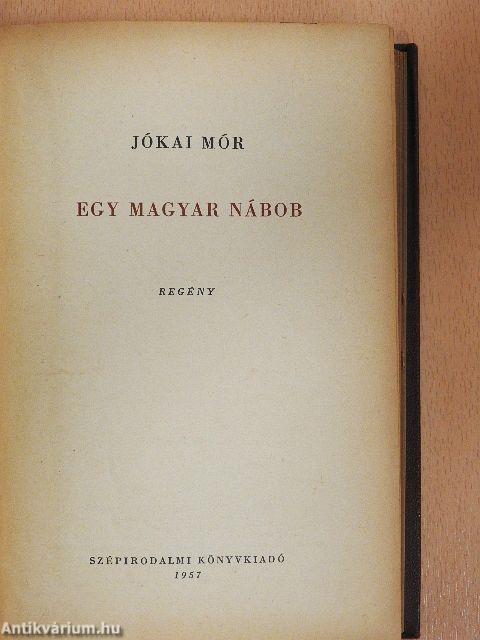 JÓKAI MÓR
EGY MAGYAR NÁBOB
REGÉNY
SZÉPIRODALMI KÖNYVKIADÓ
1957
Antikvárium.hu